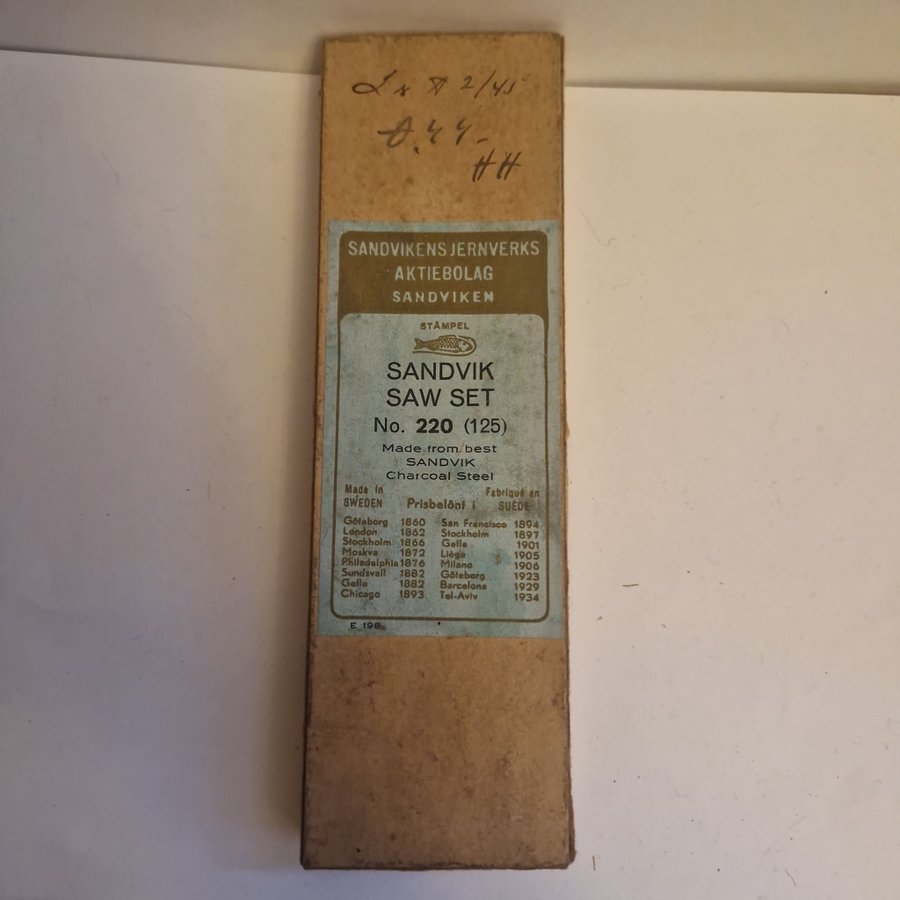 2/45
HH
SANDVIKENS JERNVERKS
AKTIEBOLAG
SANDVIKEN
STÄMPEL
SANDVIK
SAW SET
No. 220 (125)
Made from best
SANDVIK
Charcoal Steel
Made in Fabriqué en
SWEDEN Prisbelönt i SUÈDE
Göteborg 1860 San Francisco 1894
London 1862 Stockholm 1897
Stockholm 1866 Gefle 1901
Moskva 1872 Liège 1905
Philadelphia 1876 Milano 1906
Sundsvall 1882 Göteborg 1923
Gefle 1882 Barcelona 1929
Chicago 1893 Tel-Aviv 1934
E 198